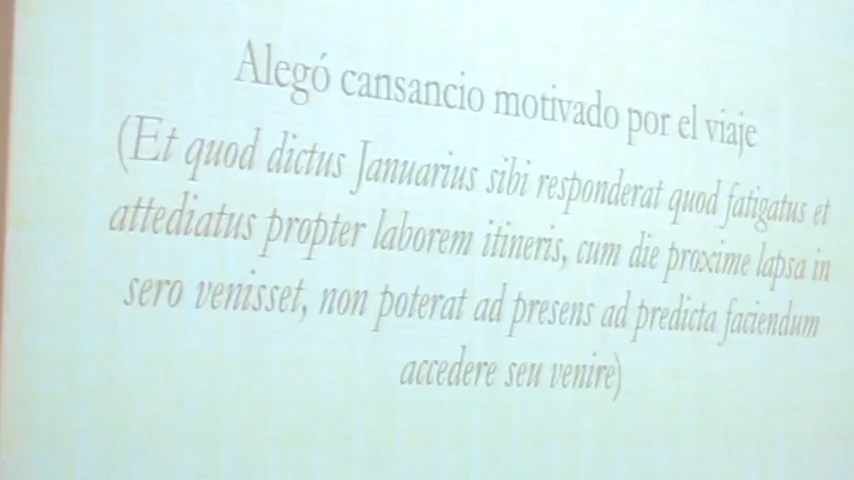 Alegó cansancio motivado por el viaje
(Et quod dictus Januarius sibi responderat quod fatigatus et
attediatus propter laborem itineris, cum die proxime lapsa in
sero venisset, non poterat ad presens ad predicta faciendum
accedere seu venire)